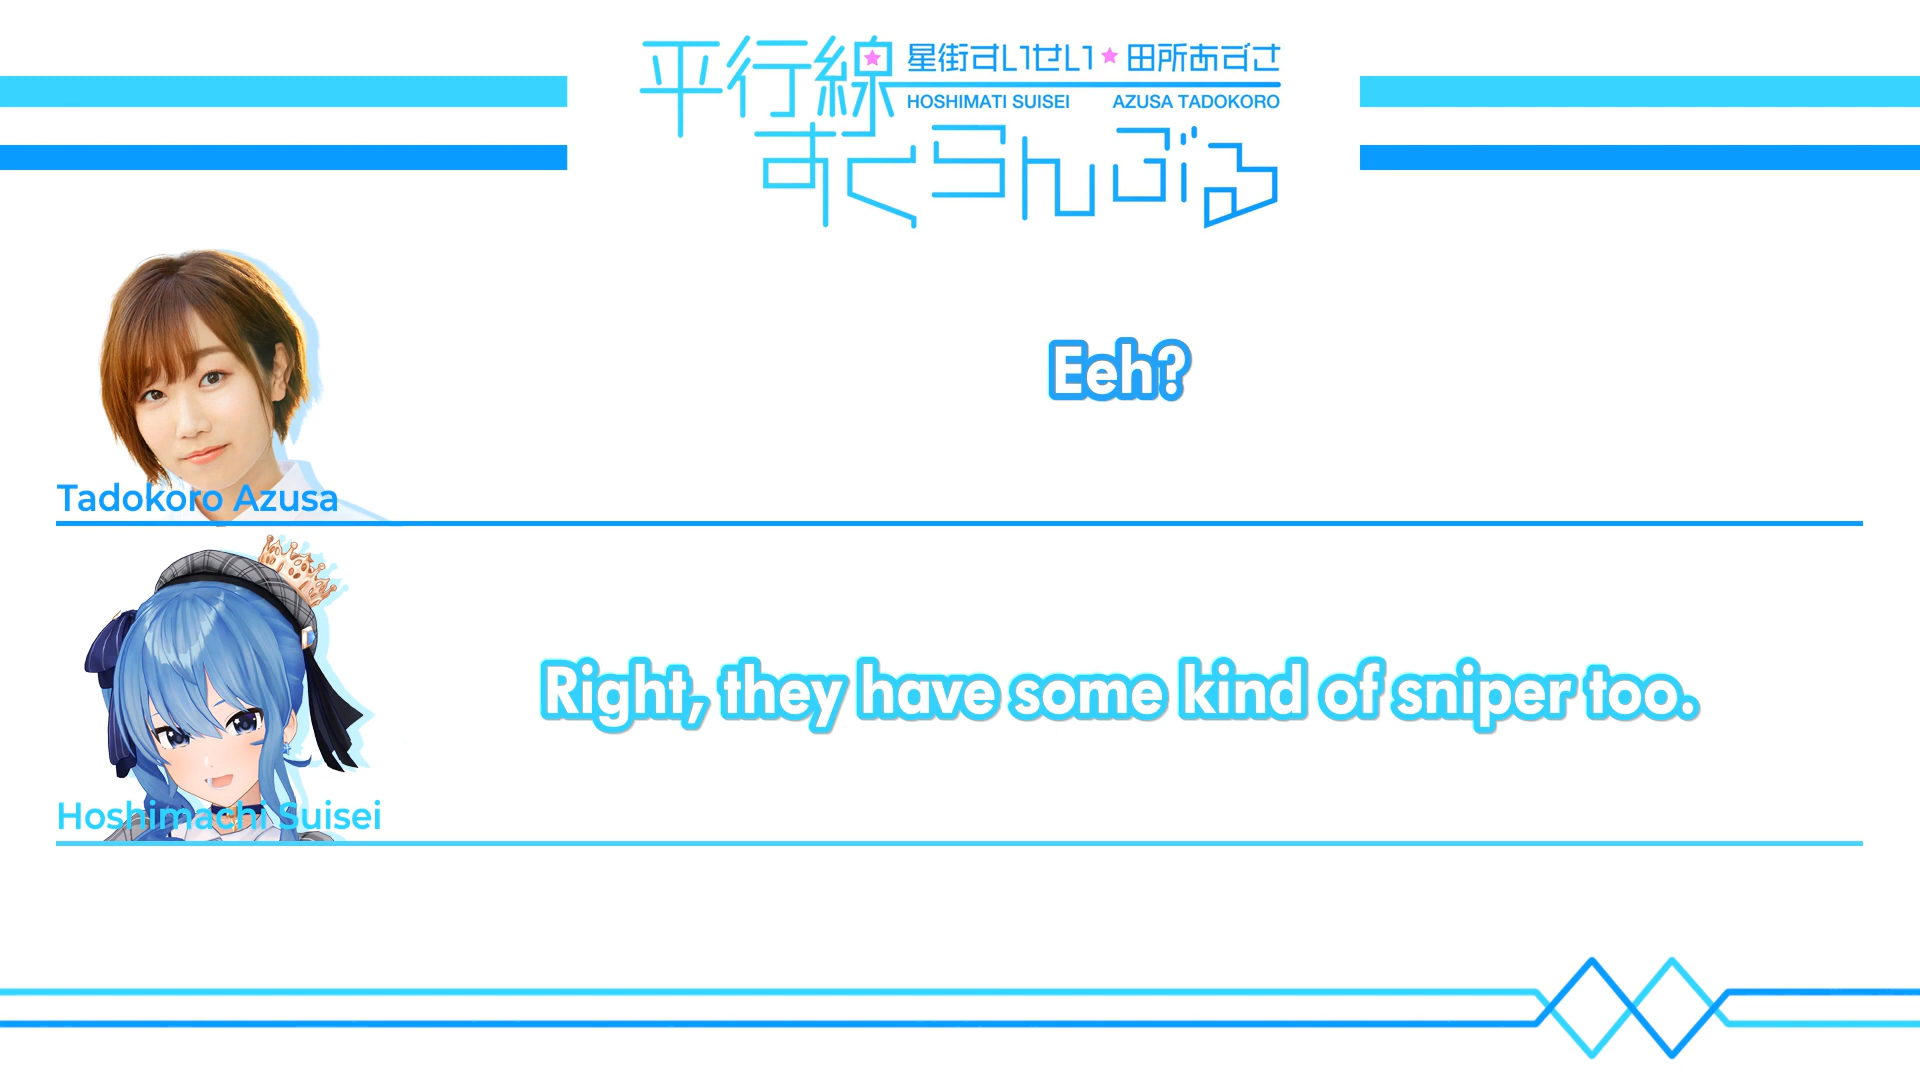 平行線
星街すいせい★田所あずさ
HOSHIMATI SUISEI AZUSA TADOKORO
すくらんぶる
Eeh?
Tadokoro Azusa
Right, they have some kind of sniper too.
Hoshimachi Suisei